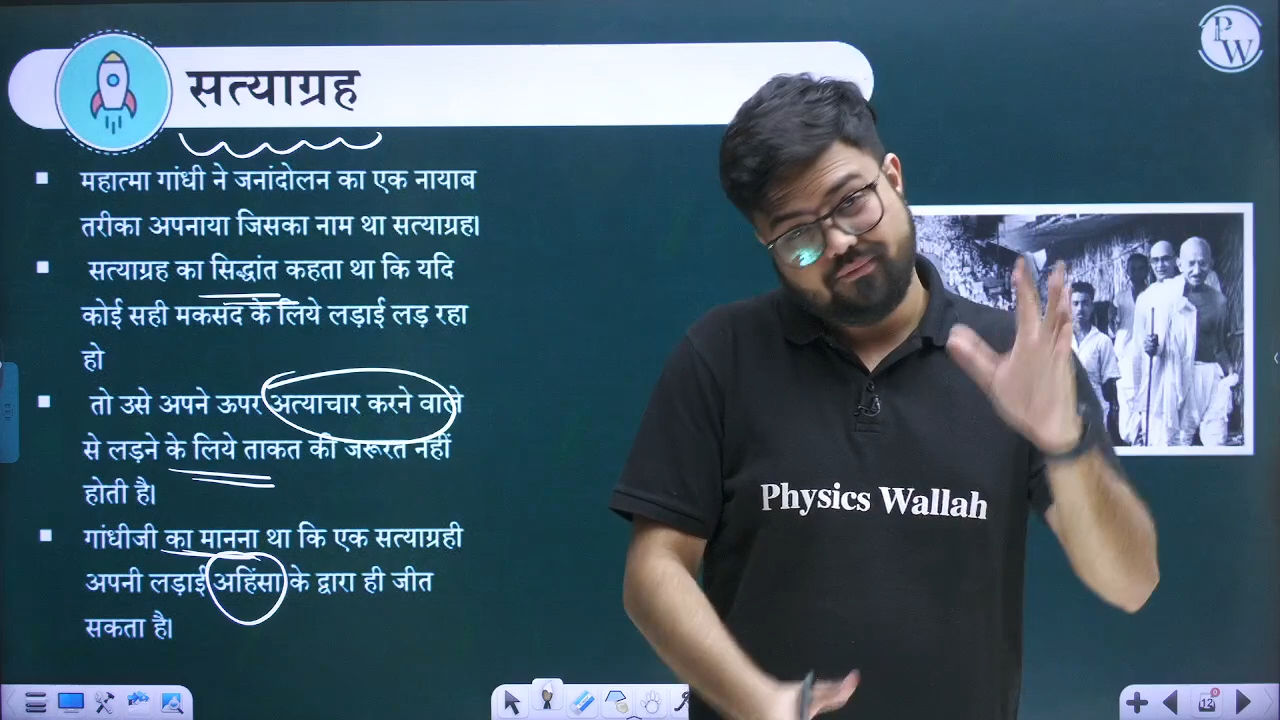 सत्याग्रह
PW
महात्मा गांधी ने जनांदोलन का एक नायाब
तरीका अपनाया जिसका नाम था सत्याग्रह।
सत्याग्रह का सिद्धांत कहता था कि यदि
कोई सही मकसद के लिये लड़ाई लड़ रहा
हो
तो उसे अपने ऊपर अत्याचार करने वाले
से लड़ने के लिये ताकत की जरूरत नहीं
होती है।
गांधीजी का मानना था कि एक सत्याग्रही
अपनी लड़ाई अहिंसा के द्वारा ही जीत
सकता है।
Physics Wallah
12